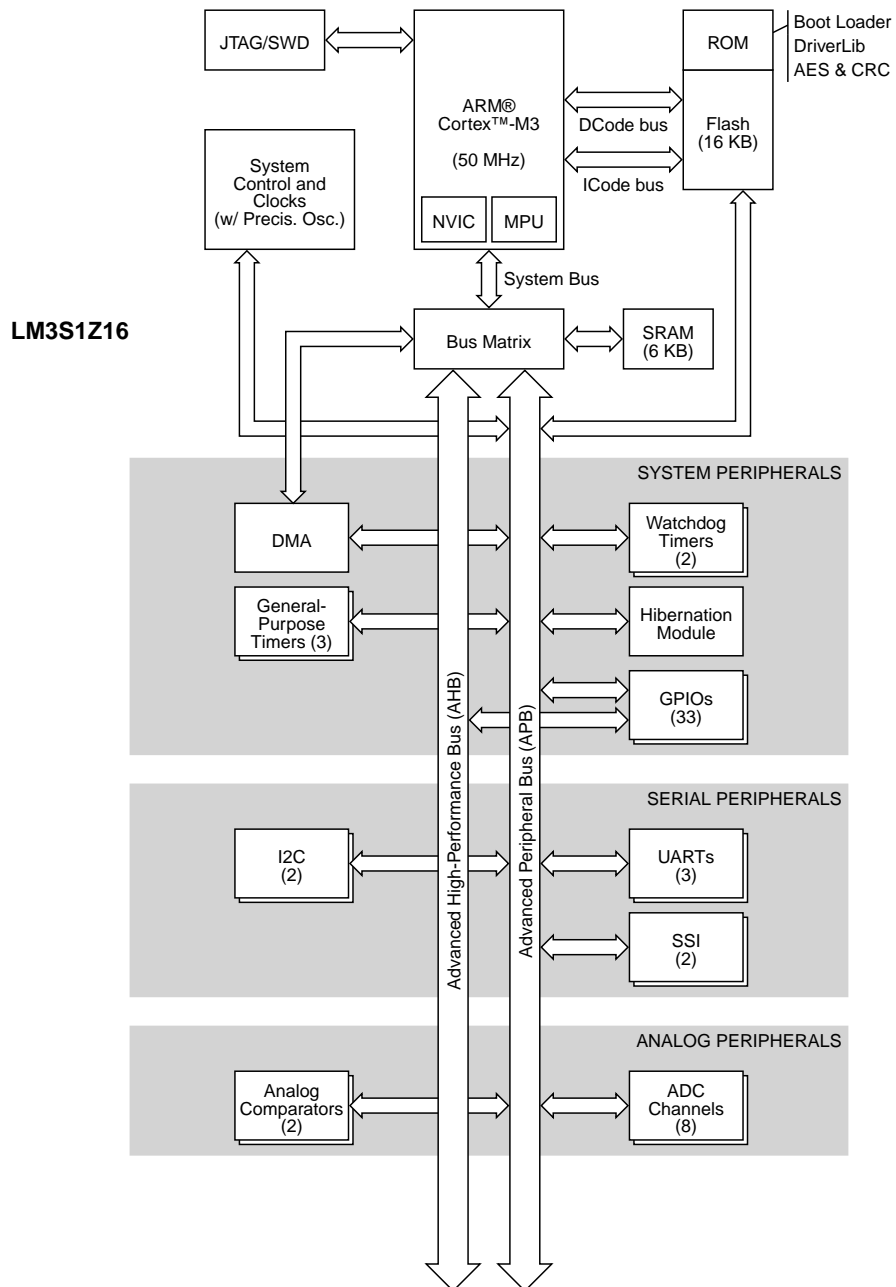 JTAG/SWD
ARM®
Cortex™-M3
(50 MHz)
NVIC
MPU
ROM
Boot Loader
DriverLib
AES & CRC
Flash
(16 KB)
DCode bus
ICode bus
System
Control and
Clocks
(w/ Precis. Osc.)
System Bus
LM3S1Z16
Bus Matrix
SRAM
(6 KB)
SYSTEM PERIPHERALS
DMA
Watchdog
Timers
(2)
General-
Purpose
Timers (3)
Hibernation
Module
GPIOs
(33)
Advanced High-Performance Bus (AHB)
Advanced Peripheral Bus (APB)
SERIAL PERIPHERALS
I2C
(2)
UARTs
(3)
SSI
(2)
ANALOG PERIPHERALS
Analog
Comparators
(2)
ADC
Channels
(8)